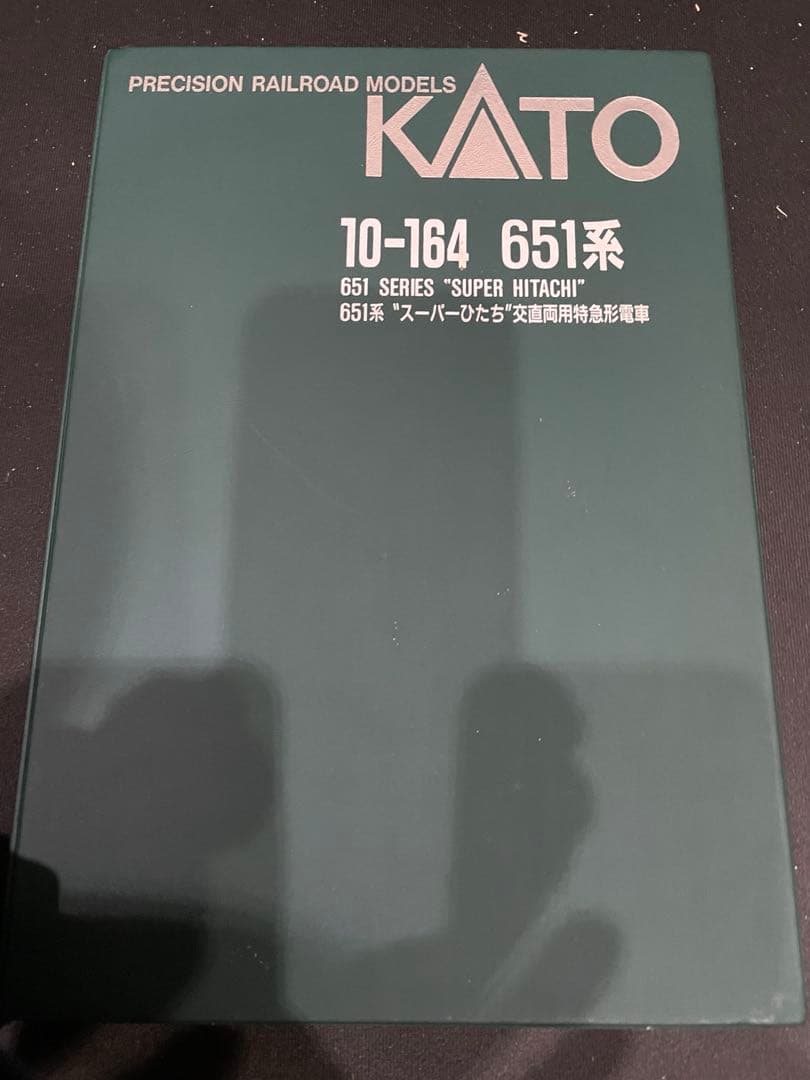 PRECISION RAILROAD MODELS
KATO
10-164 651系
651 SERIES "SUPER HITACHI"
651系 "スーパーひたち"交直両用特急形電車